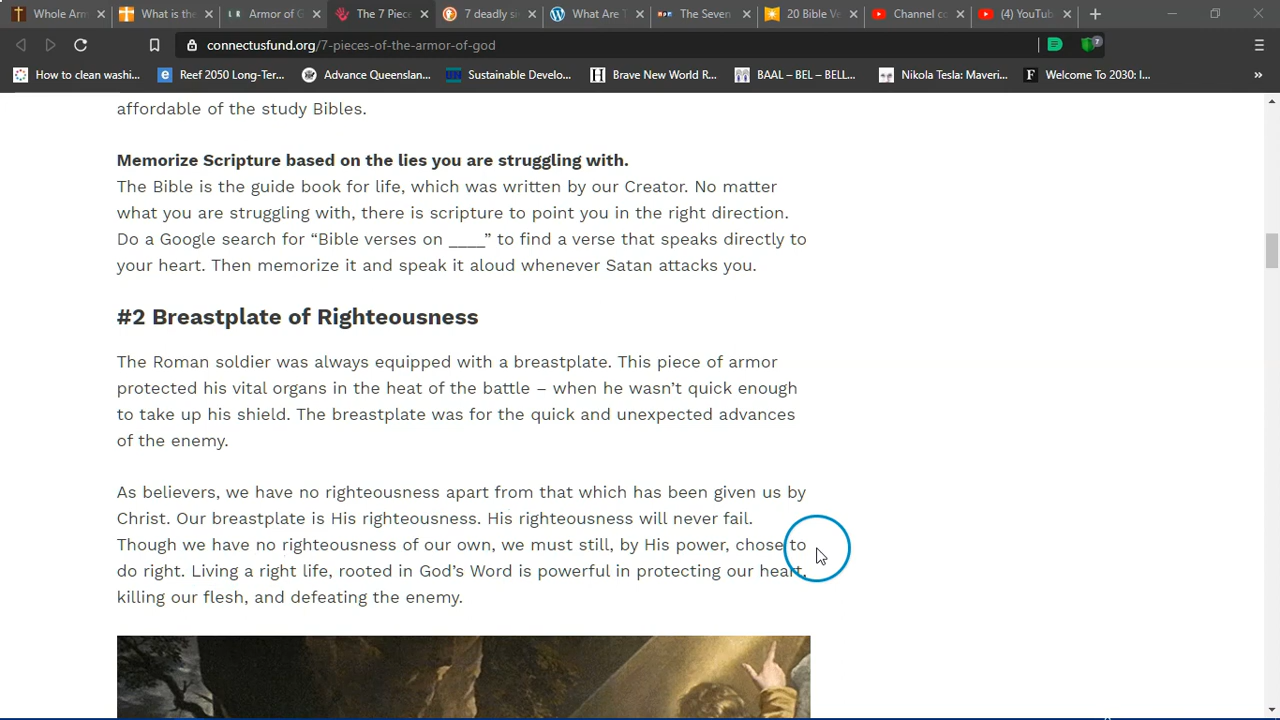 Whole Arm
What is the
Armor of G
The 7 Piece
7 deadly si
What Are T
The Seven
20 Bible Ve
Channel co
(4) YouTub
connectusfund.org/7-pieces-of-the-armor-of-god
7
How to clean washi...
Reef 2050 Long-Ter...
Advance Queenslan...
Sustainable Develo...
Brave New World R...
BAAL – BEL – BELL...
Nikola Tesla: Maveri...
Welcome To 2030: I...
affordable of the study Bibles.
Memorize Scripture based on the lies you are struggling with.
The Bible is the guide book for life, which was written by our Creator. No matter
what you are struggling with, there is scripture to point you in the right direction.
Do a Google search for “Bible verses on ____” to find a verse that speaks directly to
your heart. Then memorize it and speak it aloud whenever Satan attacks you.
#2 Breastplate of Righteousness
The Roman soldier was always equipped with a breastplate. This piece of armor
protected his vital organs in the heat of the battle – when he wasn’t quick enough
to take up his shield. The breastplate was for the quick and unexpected advances
of the enemy.
As believers, we have no righteousness apart from that which has been given us by
Christ. Our breastplate is His righteousness. His righteousness will never fail.
Though we have no righteousness of our own, we must still, by His power, chose to
do right. Living a right life, rooted in God’s Word is powerful in protecting our heart,
killing our flesh, and defeating the enemy.